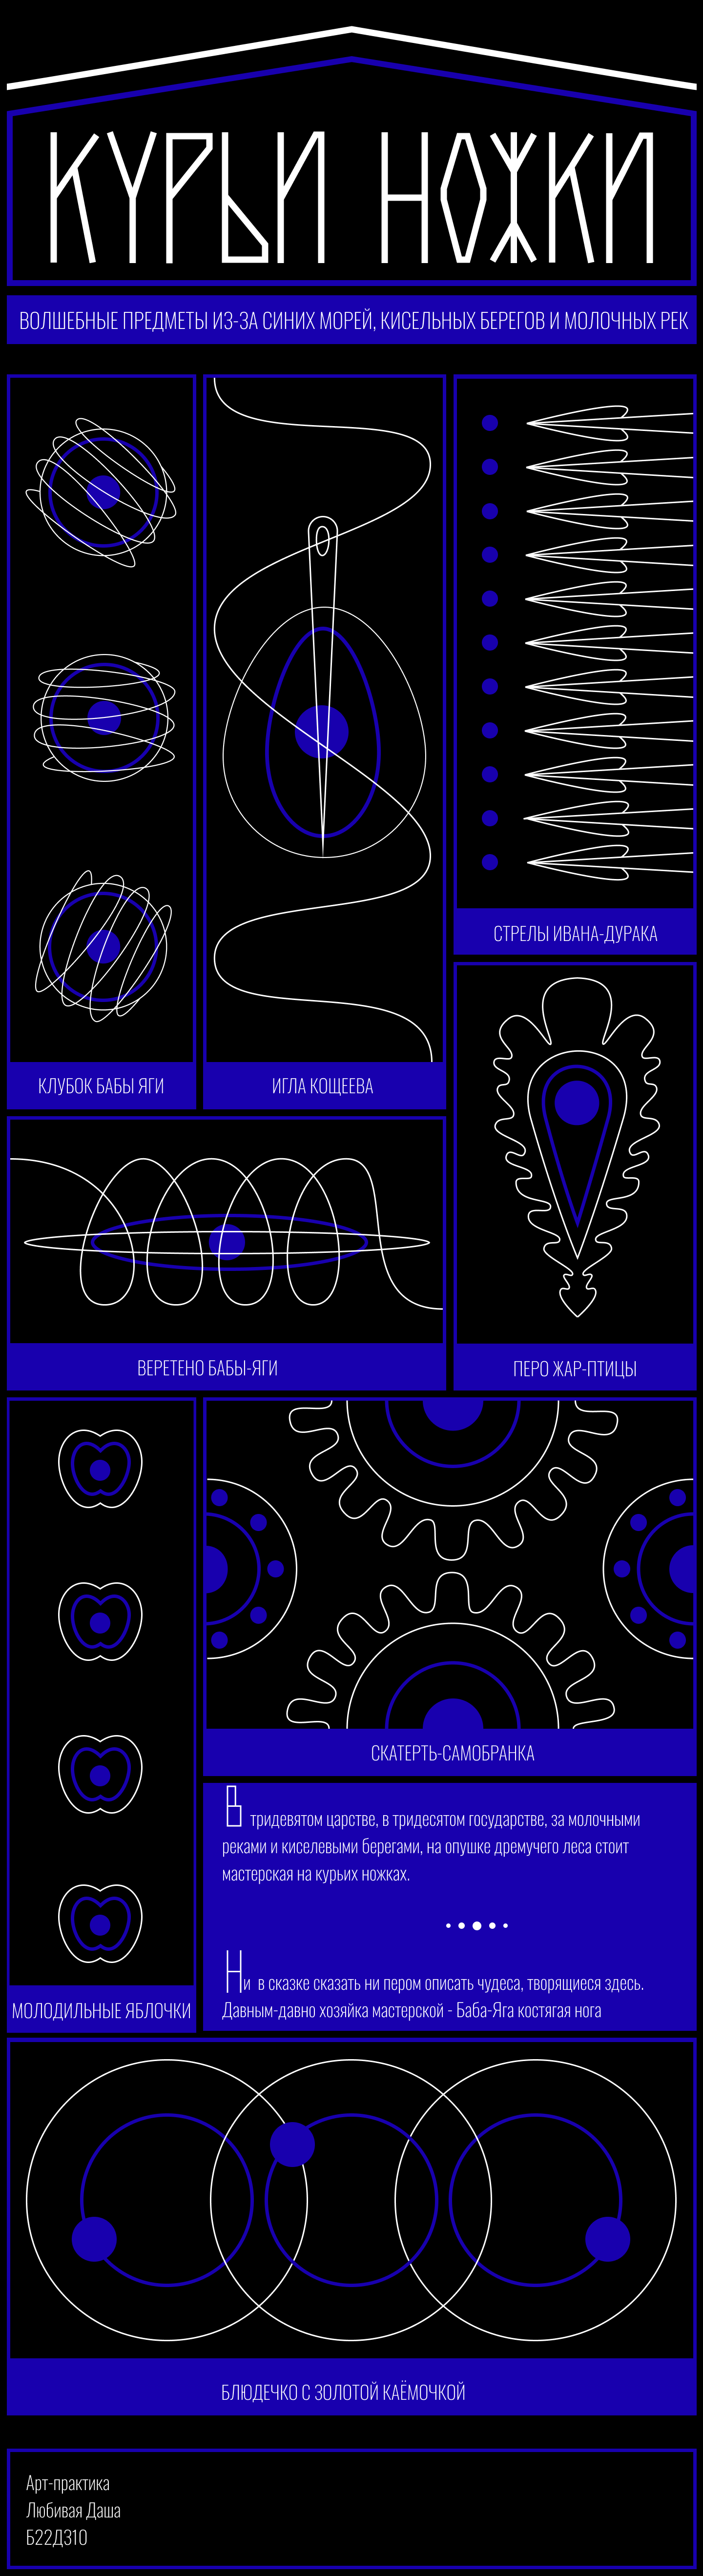 КУРЬИ НОЖКИ
ВОЛШЕБНЫЕ ПРЕДМЕТЫ ИЗ-ЗА СИНИХ МОРЕЙ, КИСЕЛЬНЫХ БЕРЕГОВ И МОЛОЧНЫХ РЕК
СТРЕЛЫ ИВАНА-ДУРАКА
КЛУБОК БАБЫ ЯГИ
ИГЛА КОЩЕЕВА
ВЕРЕТЕНО БАБЫ-ЯГИ
ПЕРО ЖАР-ПТИЦЫ
СКАТЕРТЬ-САМОБРАНКА
В тридевятом царстве, в тридесятом государстве, за молочными
реками и киселевыми берегами, на опушке дремучего леса стоит
мастерская на курьих ножках.
Ни в сказке сказать ни пером описать чудеса, творящиеся здесь.
Давным-давно хозяйка мастерской - Баба-Яга костягая нога
МОЛОДИЛЬНЫЕ ЯБЛОЧКИ
БЛЮДЕЧКО С ЗОЛОТОЙ КАЁМОЧКОЙ
Арт-практика
Любивая Даша
Б22ДЗ10